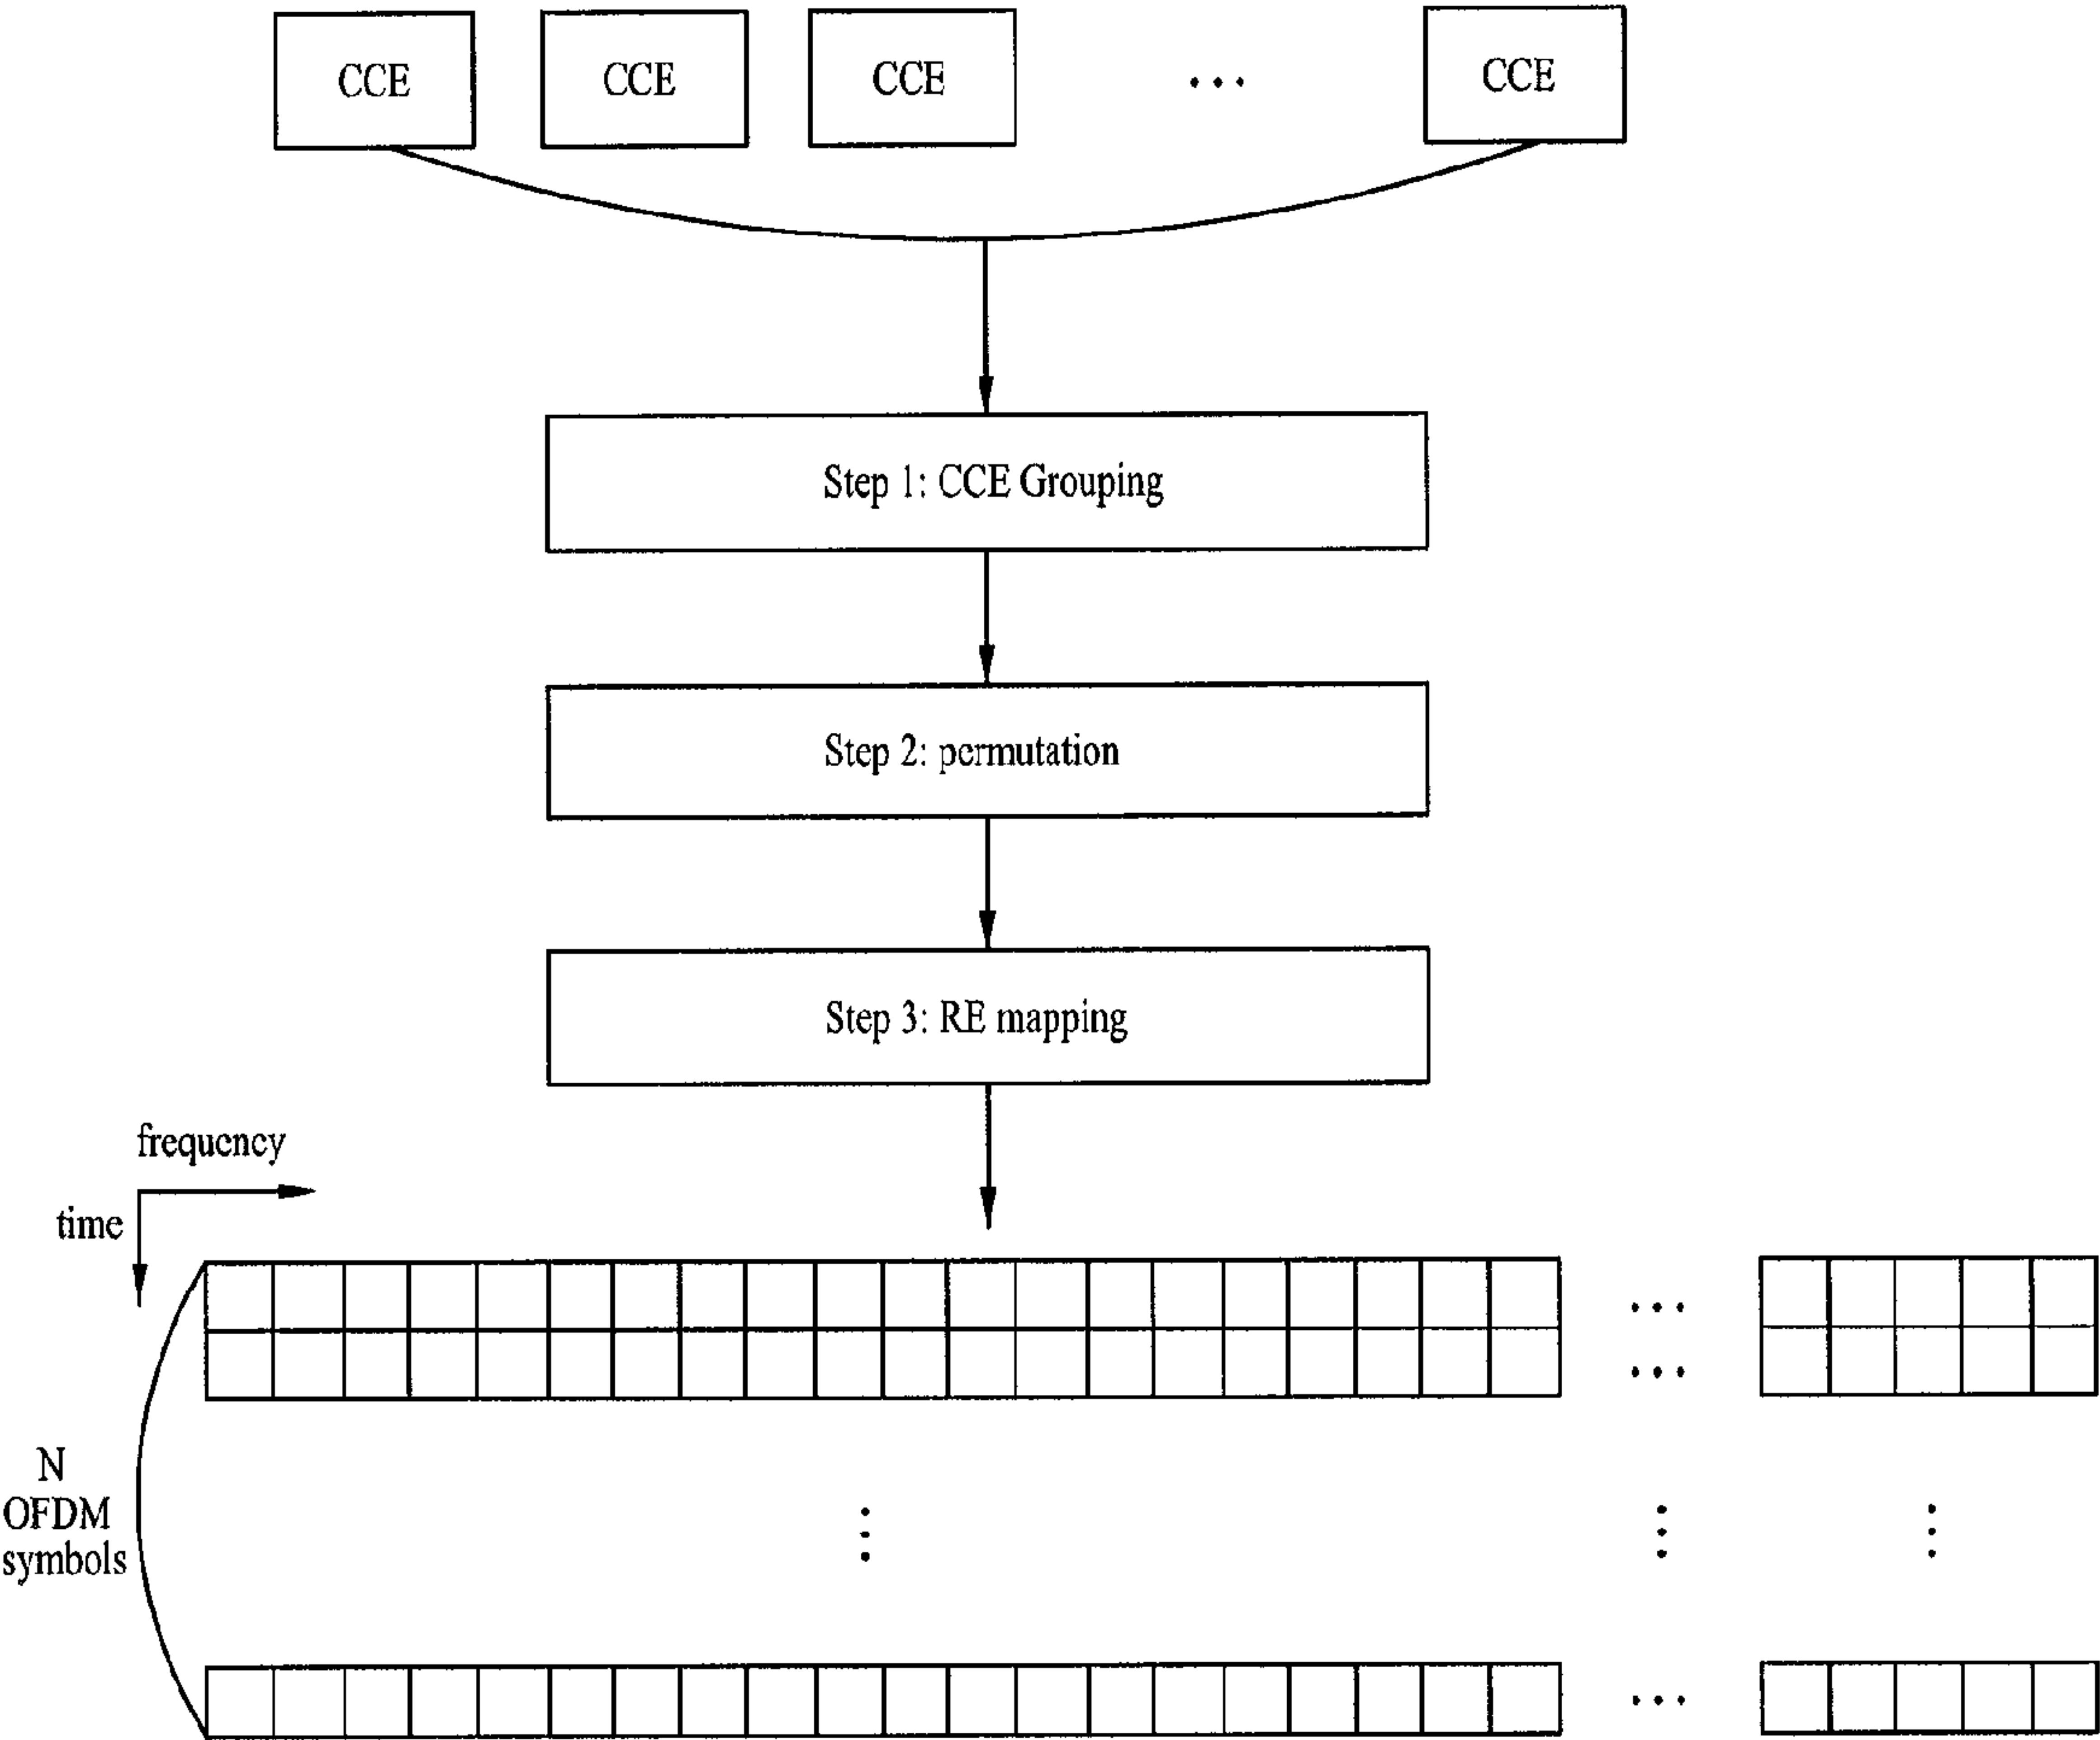 CCE CCE CCE ... CCE
Step 1: CCE Grouping
Step 2: permutation
Step 3: RE mapping
frequency
time
...
...
N
OFDM
symbols
...